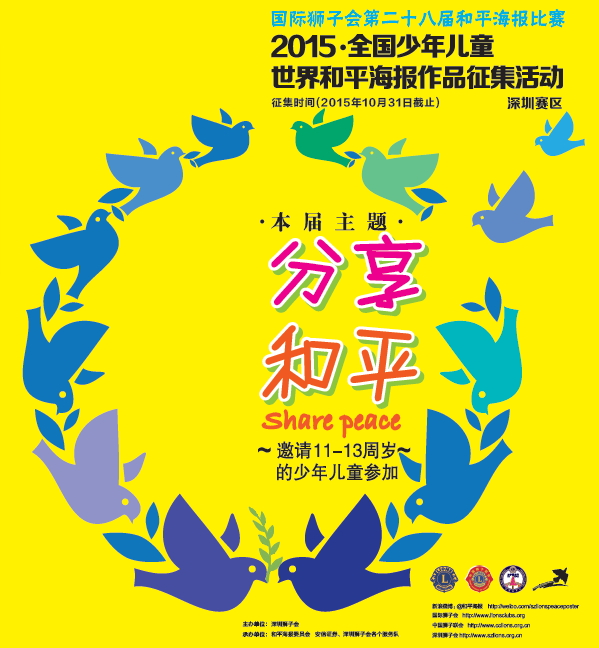 国际狮子会第二十八届和平海报比赛
2015·全国少年儿童
世界和平海报作品征集活动
征集时间(2015年10月31日截止)
深圳赛区
·本届主题·
分享
和平
Share peace
~邀请11-13周岁~
的少年儿童参加
新浪微博:@和平海报 http://weibo.com/szlionspeaceposter
国际狮子会 http://www.lionsclubs.org
中国狮子联会 http://www.cclions.org.cn
深圳狮子会 http://www.szlions.org.cn
主办单位:深圳狮子会
承办单位:和平海报委员会 安信证券、深圳狮子会各个服务队